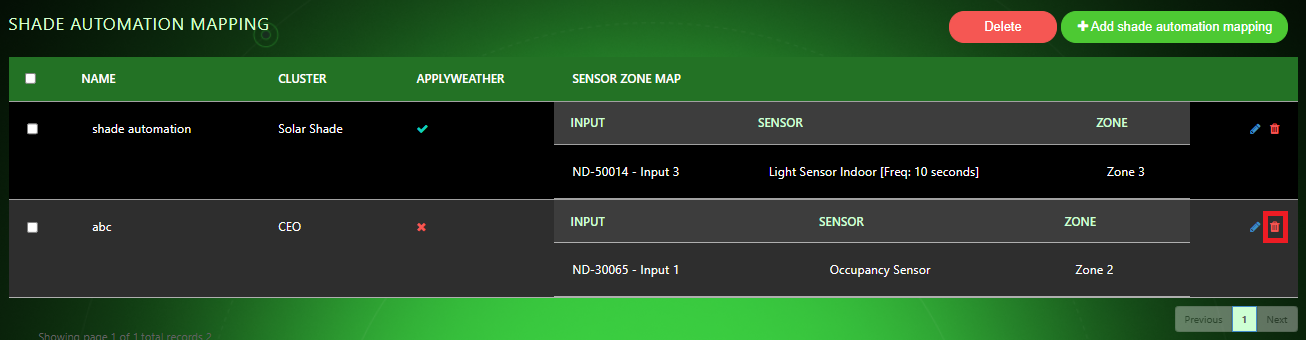 SHADE AUTOMATION MAPPING
Delete
Add shade automation mapping
NAME CLUSTER APPLYWEATHER SENSOR ZONE MAP
INPUT SENSOR ZONE
shade automation Solar Shade
ND-50014 - Input 3 Light Sensor Indoor [Freq: 10 seconds] Zone 3
INPUT SENSOR ZONE
abc CEO
ND-30065 - Input 1 Occupancy Sensor Zone 2
Previous 1 Next
Showing page 1 of 1 total records 2